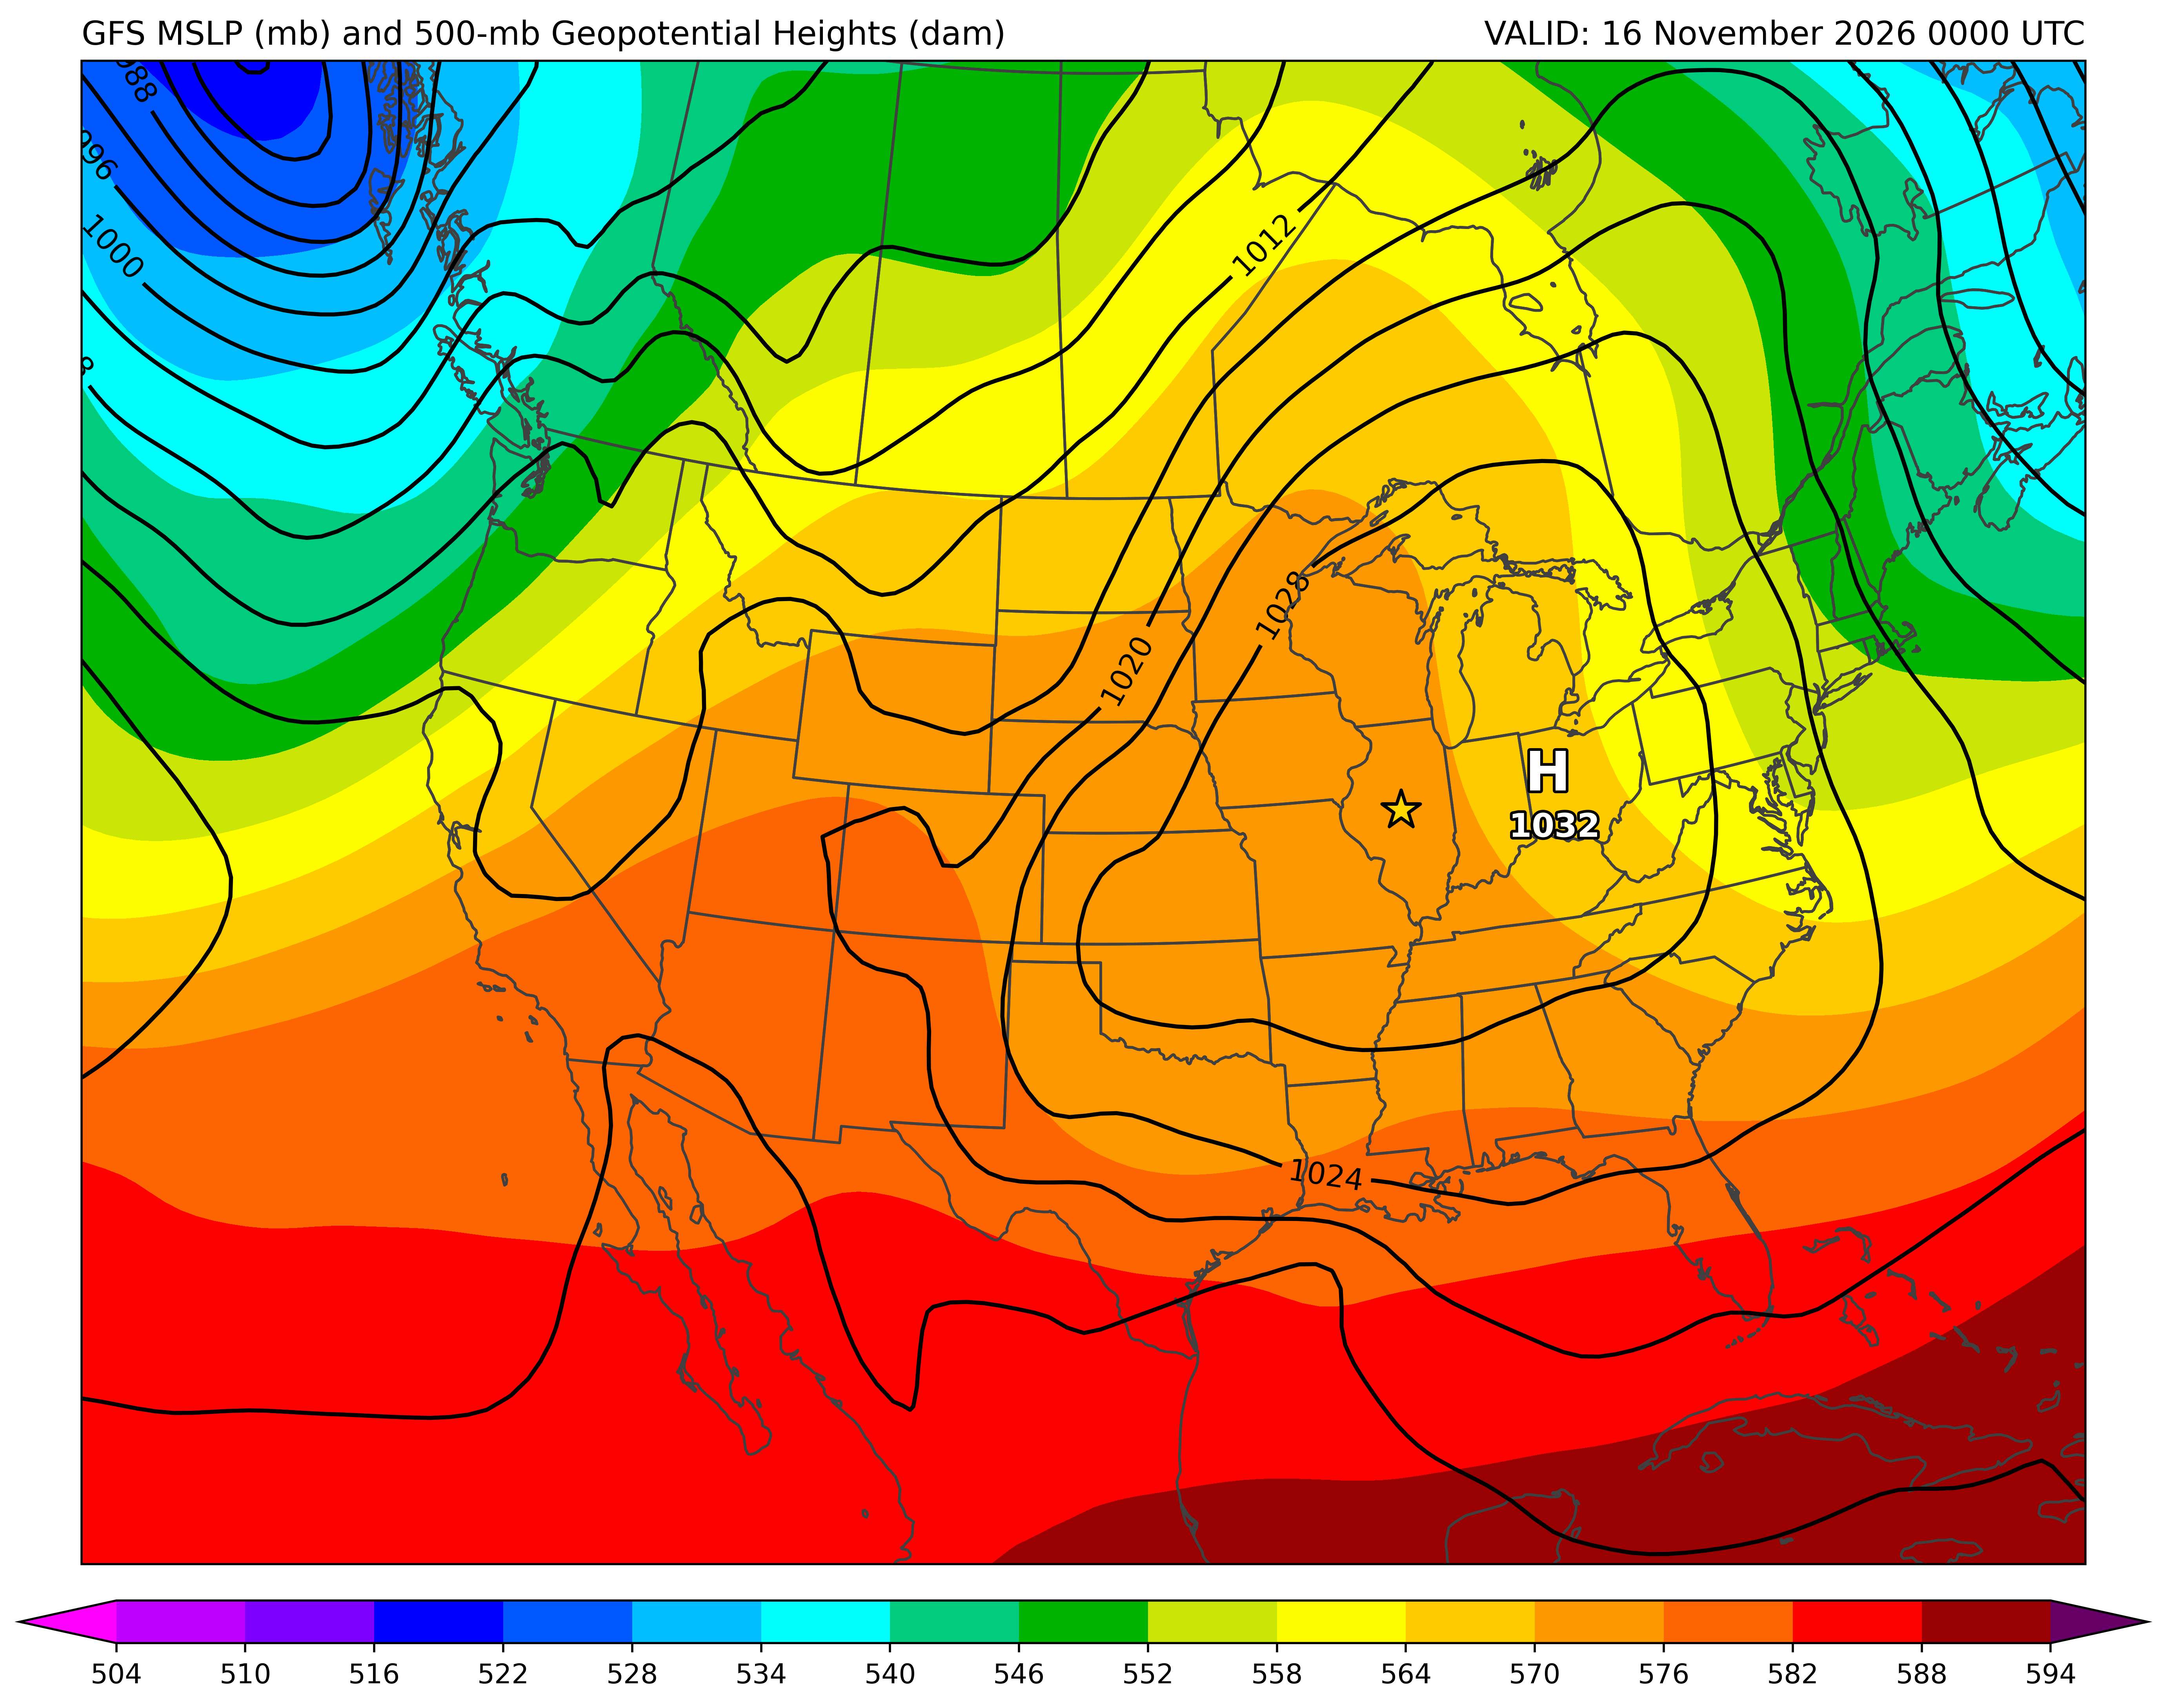 GFS MSLP (mb) and 500-mb Geopotential Heights (dam)
VALID: 16 November 2026 0000 UTC
988
996
1000
1012
1028
1020
H
1032
1024
504 510 516 522 528 534 540 546 552 558 564 570 576 582 588 594